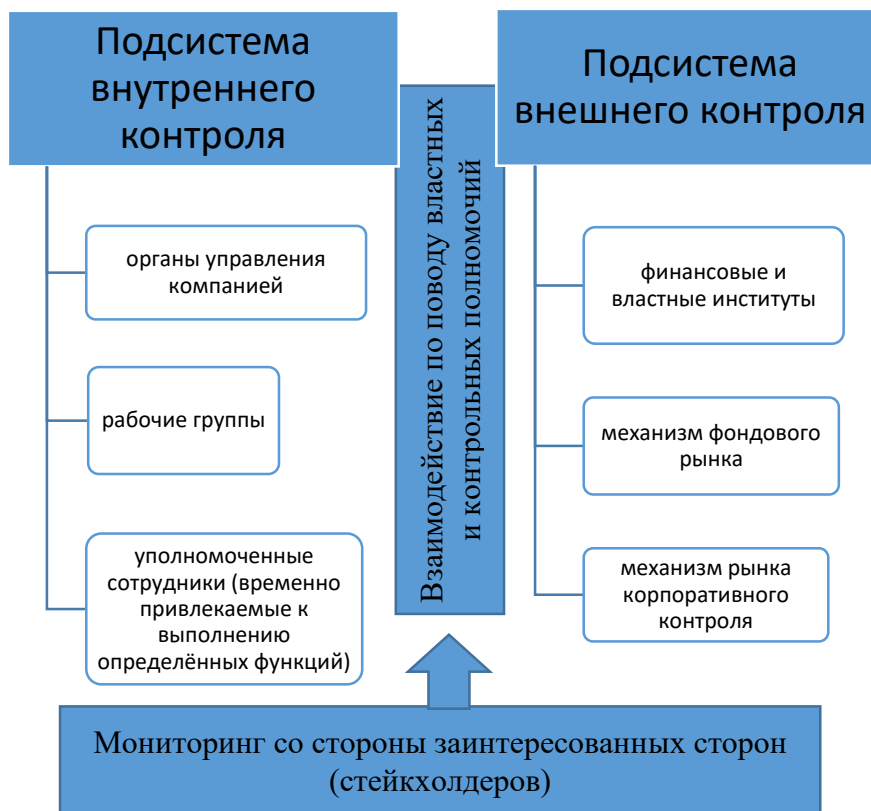 Подсистема
внутреннего
контроля
органы управления
компанией
рабочие группы
уполномоченные
сотрудники (временно
привлекаемые к
выполнению
определённых функций)
Взаимодействие по поводу властных
и контрольных полномочий
Подсистема
внешнего контроля
финансовые и
властные институты
механизм фондового
рынка
механизм рынка
корпоративного
контроля
Мониторинг со стороны заинтересованных сторон
(стейкхолдеров)